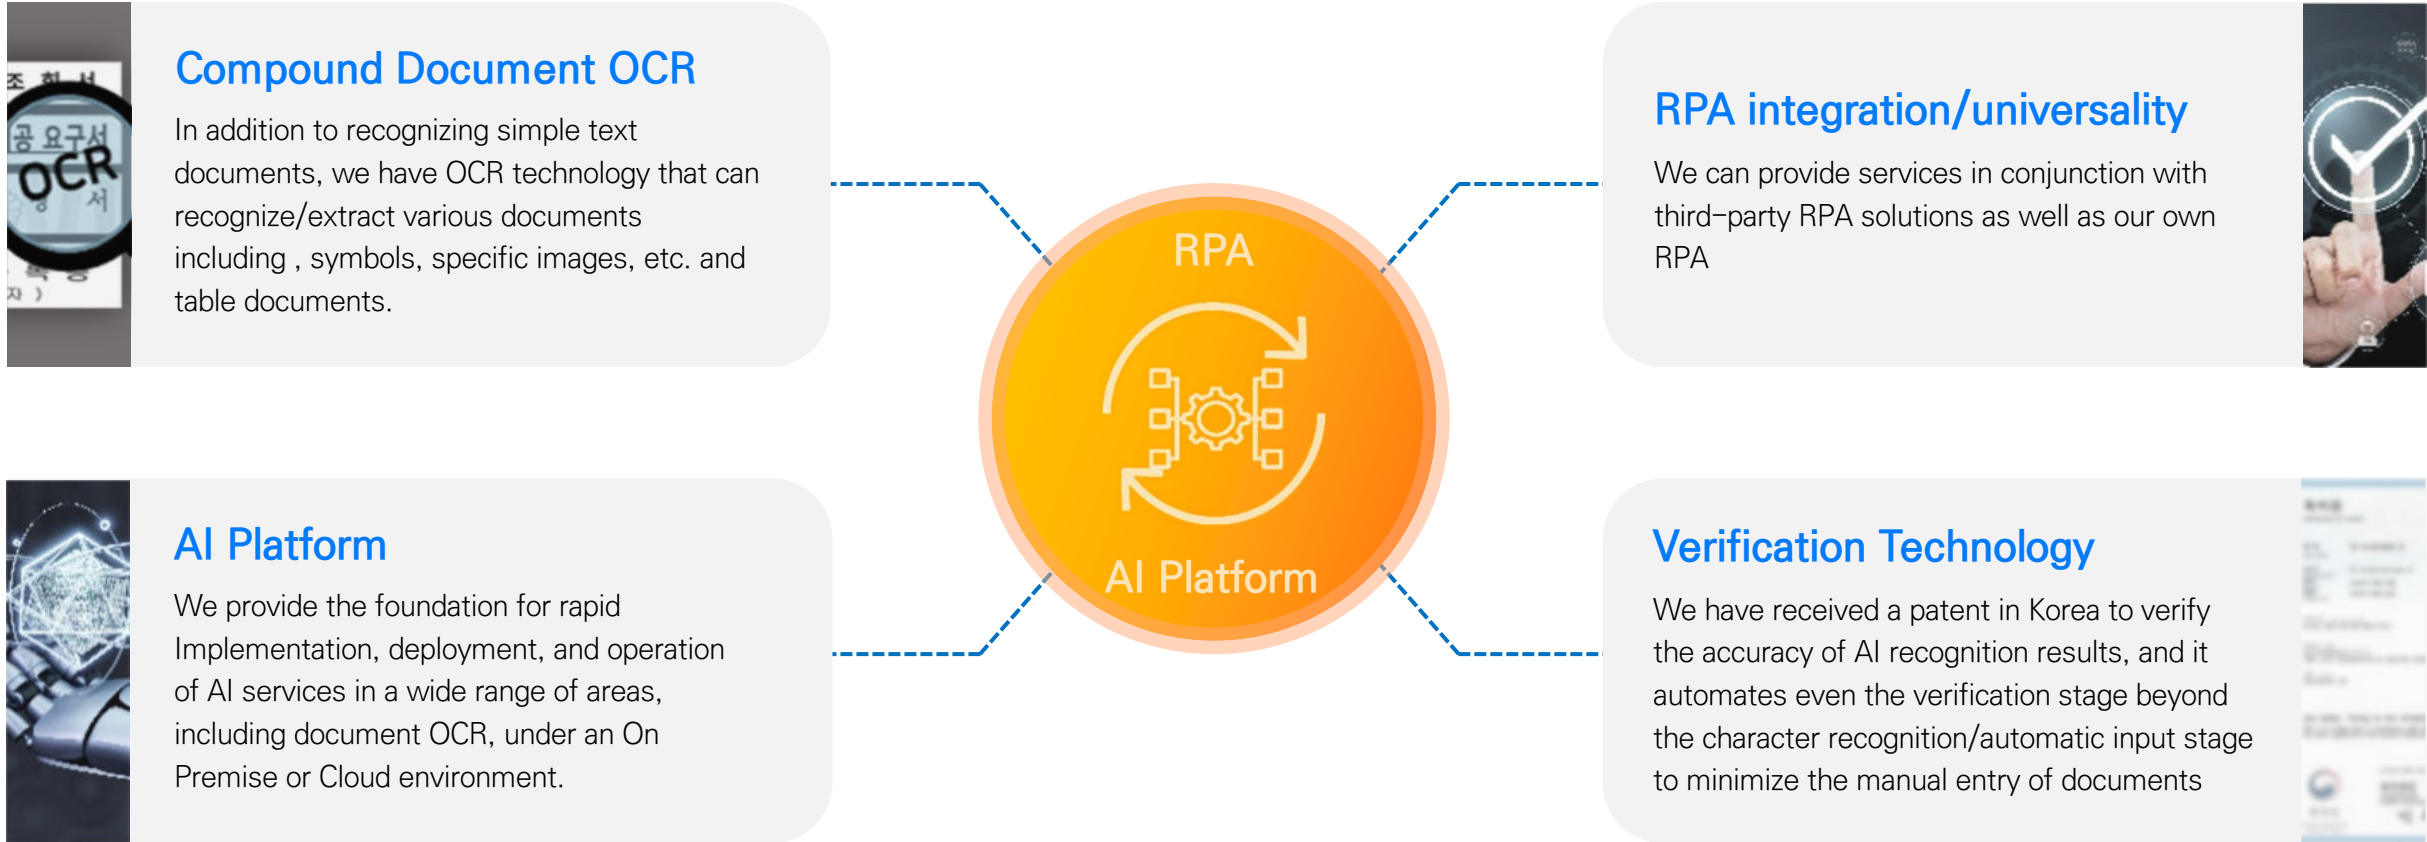 Compound Document OCR
In addition to recognizing simple text
documents, we have OCR technology that can
recognize/extract various documents
including , symbols, specific images, etc. and
table documents.
공 요구서
OCR
서
자 )
RPA integration/universality
We can provide services in conjunction with
third-party RPA solutions as well as our own
RPA
RPA
AI Platform
AI Platform
We provide the foundation for rapid
Implementation, deployment, and operation
of AI services in a wide range of areas,
including document OCR, under an On
Premise or Cloud environment.
Verification Technology
We have received a patent in Korea to verify
the accuracy of AI recognition results, and it
automates even the verification stage beyond
the character recognition/automatic input stage
to minimize the manual entry of documents